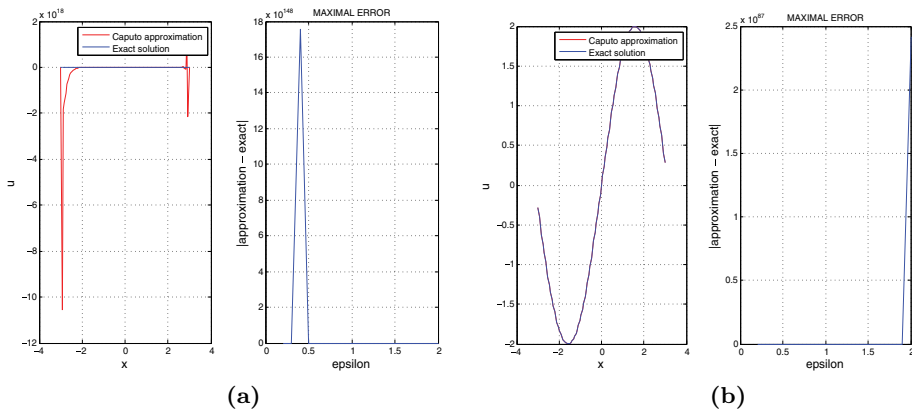 x 10^18
Caputo approximation
Exact solution
2
0
−2
−4
−6
−8
−10
−12
−4
−2
0
2
4
u
x
MAXIMAL ERROR
x 10^148
18
16
14
12
10
8
6
4
2
0
0
0.5
1
1.5
2
|approximation − exact|
epsilon
(a)
Caputo approximation
Exact solution
2
1.5
1
0.5
0
−0.5
−1
−1.5
−2
−4
−2
0
2
4
u
x
MAXIMAL ERROR
x 10^87
2.5
2
1.5
1
0.5
0
0
0.5
1
1.5
2
|approximation − exact|
epsilon
(b)